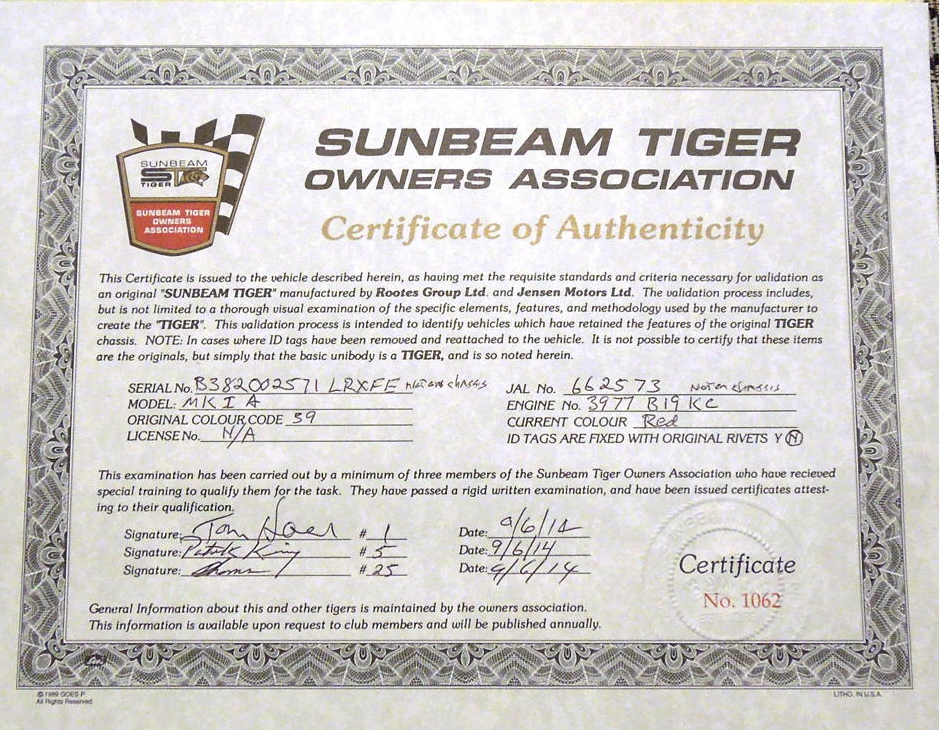 SUNBEAM TIGER
OWNERS ASSOCIATION
SUNBEAM
ST
TIGER
SUNBEAM TIGER
OWNERS
ASSOCIATION
Certificate of Authenticity
This Certificate is issued to the vehicle described herein, as having met the requisite standards and criteria necessary for validation as
an original "SUNBEAM TIGER" manufactured by Rootes Group Ltd. and Jensen Motors Ltd. The validation process includes,
but is not limited to a thorough visual examination of the specific elements, features, and methodology used by the manufacturer to
create the "TIGER". This validation process is intended to identify vehicles which have retained the features of the original TIGER
chassis. NOTE: In cases where ID tags have been removed and reattached to the vehicle. It is not possible to certify that these items
are the originals, but simply that the basic unibody is a TIGER, and is so noted herein.
SERIAL No. B382002571 LRXFE not on chassis
JAL No. 662573 Not on chassis
MODEL: MK I A
ENGINE No. 3977 B19 KC
ORIGINAL COLOUR CODE 39
CURRENT COLOUR Red
LICENSE No. N/A
ID TAGS ARE FIXED WITH ORIGINAL RIVETS Y N
This examination has been carried out by a minimum of three members of the Sunbeam Tiger Owners Association who have recieved
special training to qualify them for the task. They have passed a rigid written examination, and have been issued certificates attest-
ing to their qualification.
Signature: Tom # 1 Date: 9/6/14
Signature: Patrick King # 5 Date: 9/6/14
Signature: # 25 Date: 9/6/14
Certificate
No. 1062
General Information about this and other tigers is maintained by the owners association.
This information is available upon request to club members and will be published annually.
© 1989 GOES P
All Rights Reserved
LITHO. IN U.S.A.